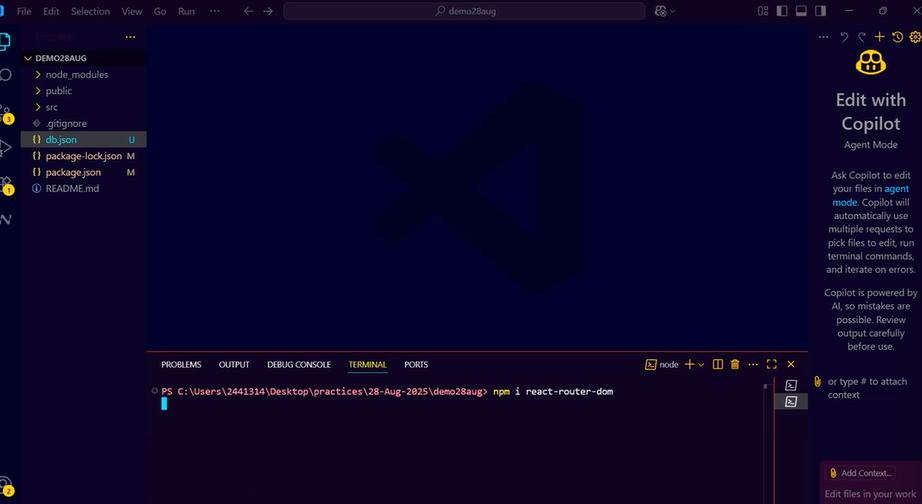 File Edit Selection View Go Run ··· demo28aug
DEMO28AUG
node_modules
public
src
.gitignore
{} db.json U
{} package-lock.json M
{} package.json M
README.md
3
1
2
Edit with
Copilot
Agent Mode
Ask Copilot to edit
your files in agent
mode. Copilot will
automatically use
multiple requests to
pick files to edit, run
terminal commands,
and iterate on errors.
Copilot is powered by
AI, so mistakes are
possible. Review
output carefully
before use.
or type # to attach
context
Add Context...
Edit files in your work
PROBLEMS OUTPUT DEBUG CONSOLE TERMINAL PORTS node
PS C:\Users\2441314\Desktop\practices\28-Aug-2025\demo28aug> npm i react-router-dom